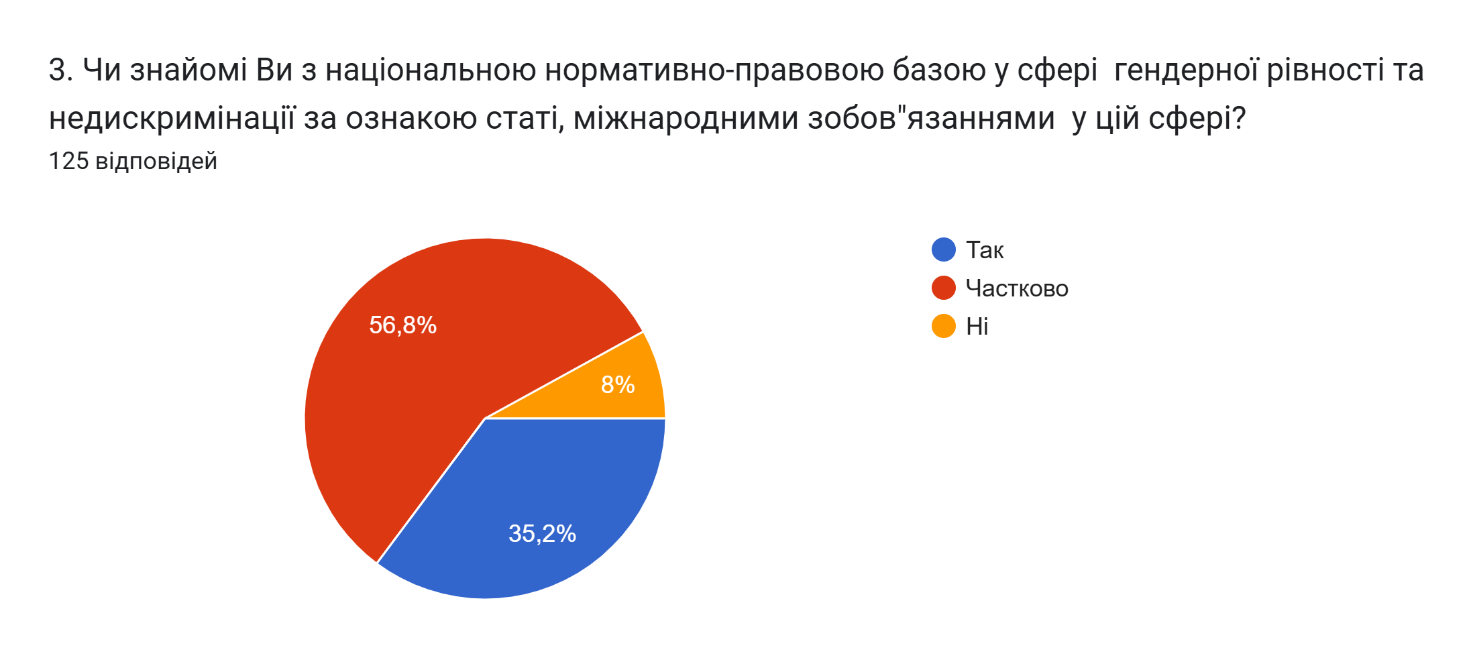 3. Чи знайомі Ви з національною нормативно-правовою базою у сфері  гендерної рівності та
недискримінації за ознакою статі, міжнародними зобов"язаннями  у цій сфері?
125 відповідей
Так
Частково
Ні
56,8%
8%
35,2%